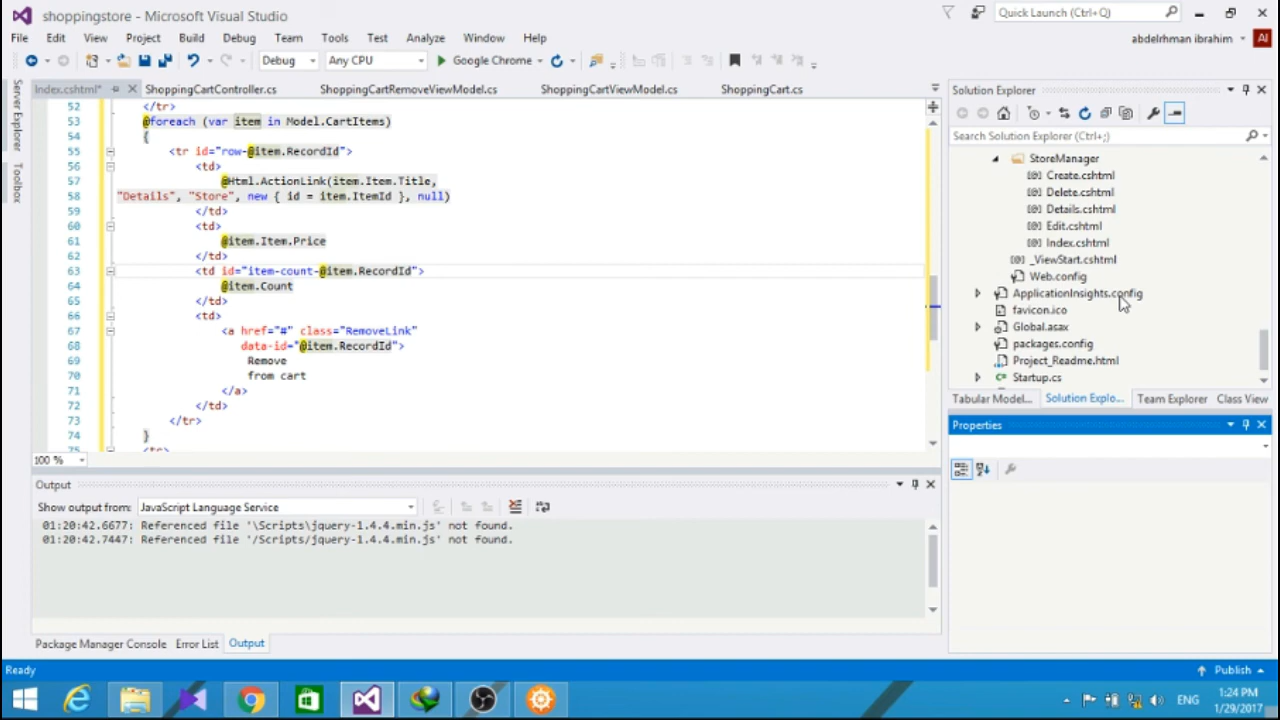 shoppingstore - Microsoft Visual Studio
Quick Launch (Ctrl+Q)
File Edit View Project Build Debug Team Tools Test Analyze Window Help
abdelrhman ibrahim AI
Debug Any CPU Google Chrome
Index.cshtml* ShoppingCartController.cs ShoppingCartRemoveViewModel.cs ShoppingCartViewModel.cs ShoppingCart.cs
Server Explorer
Toolbox
52 </tr>
53 @foreach (var item in Model.CartItems)
54 {
55 <tr id="row-@item.RecordId">
56 <td>
57 @Html.ActionLink(item.Item.Title,
58 "Details", "Store", new { id = item.ItemId }, null)
59 </td>
60 <td>
61 @item.Item.Price
62 </td>
63 <td id="item-count-@item.RecordId">
64 @item.Count
65 </td>
66 <td>
67 <a href="#" class="RemoveLink"
68 data-id="@item.RecordId">
69 Remove
70 from cart
71 </a>
72 </td>
73 </tr>
74 }
75 <tr>
100 %
Solution Explorer
Search Solution Explorer (Ctrl+;)
StoreManager
Create.cshtml
Delete.cshtml
Details.cshtml
Edit.cshtml
Index.cshtml
_ViewStart.cshtml
Web.config
ApplicationInsights.config
favicon.ico
Global.asax
packages.config
Project_Readme.html
Startup.cs
Tabular Model... Solution Explo... Team Explorer Class View
Properties
Output
Show output from: JavaScript Language Service
01:20:42.6677: Referenced file '\Scripts\jquery-1.4.4.min.js' not found.
01:20:42.7447: Referenced file '/Scripts/jquery-1.4.4.min.js' not found.
Package Manager Console Error List Output
Ready
Publish
ENG
1:24 PM
1/29/2017